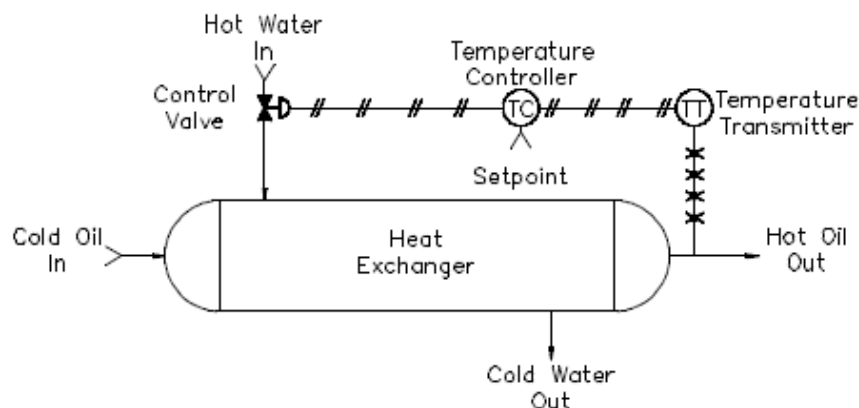 Hot Water
In
Temperature
Controller
Control
Valve
TC
TT
Temperature
Transmitter
Setpoint
Cold Oil
In
Heat
Exchanger
Hot Oil
Out
Cold Water
Out